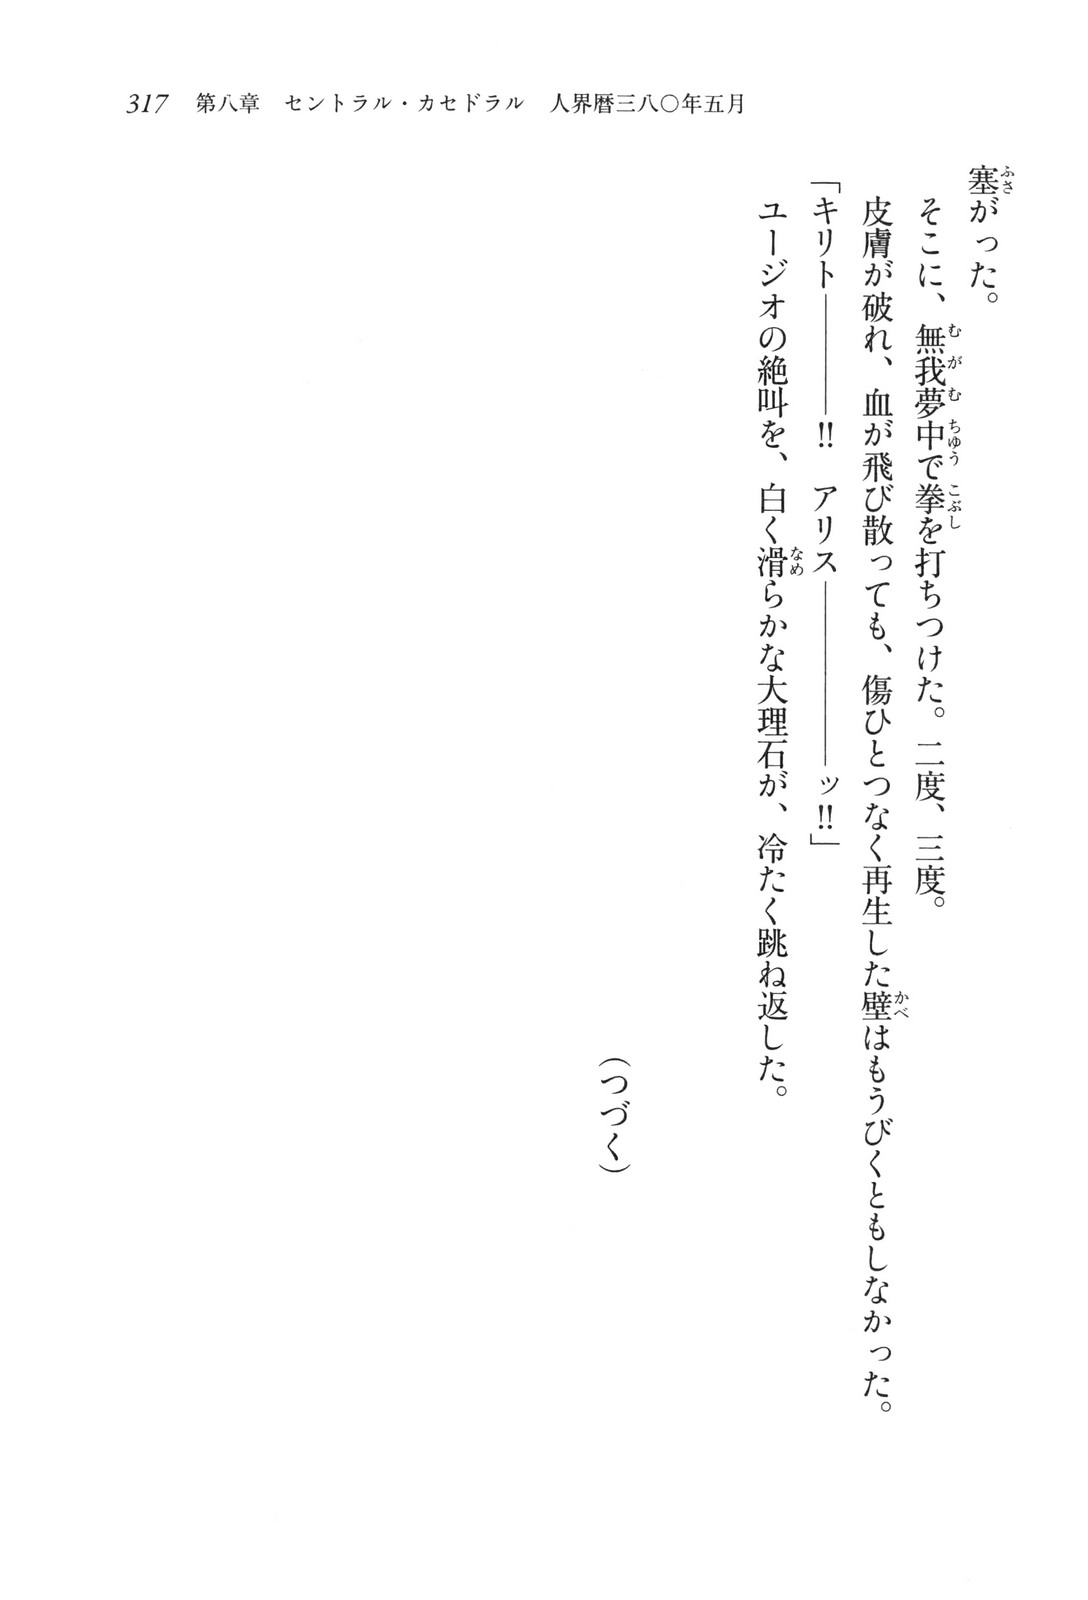 317 第八章 セントラル・カセドラル 人界暦三八〇年五月
塞がった。
そこに、無我夢中で拳を打ちつけた。二度、三度。
皮膚が破れ、血が飛び散っても、傷ひとつなく再生した壁はもうびくともしなかった。
「キリト――――!! アリス――――――ッ!!」
ユージオの絶叫を、白く滑らかな大理石が、冷たく跳ね返した。
（つづく）